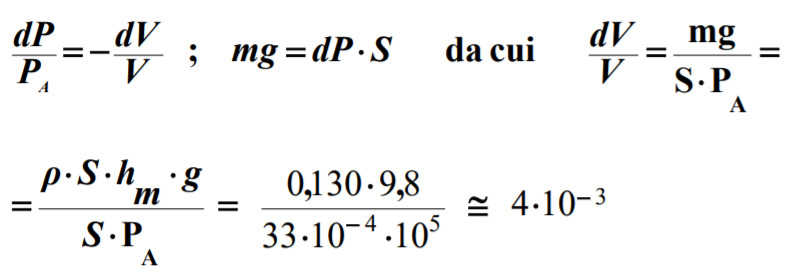 dP/P_A = −dV/V ; mg = dP·S da cui dV/V = mg/(S·P_A) =
= (ρ·S·h_m·g)/(S·P_A) = (0,130·9,8)/(33·10^−4·10^5) ≅ 4·10^−3